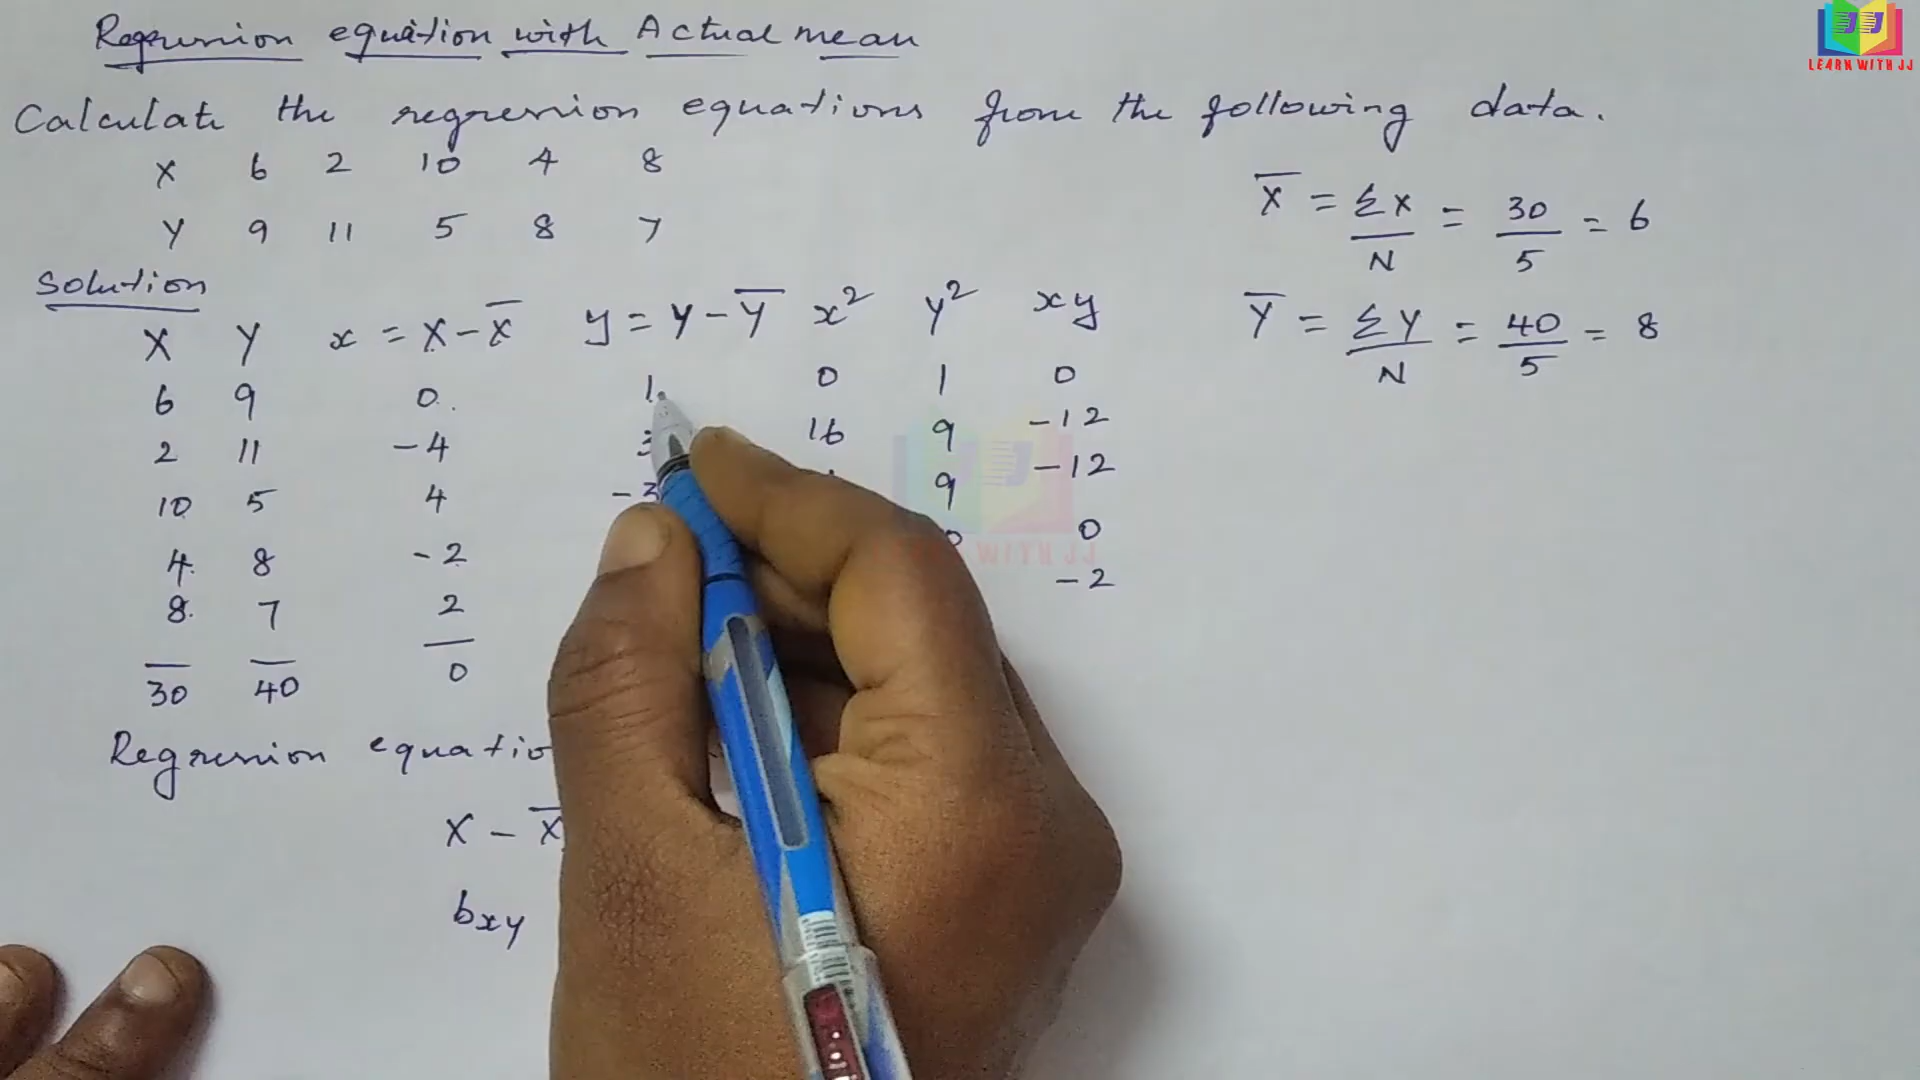 Regression equation with Actual mean
LEARN WITH JJ
Calculate the regression equations from the following data.
X 6 2 10 4 8
Y 9 11 5 8 7
X̄ = ΣX/N = 30/5 = 6
Ȳ = ΣY/N = 40/5 = 8
Solution
X Y x = X - X̄ y = Y - Ȳ x² y² xy
6 9 0 1 0 1 0
2 11 -4 3 16 9 -12
10 5 4 -3 9 -12
4 8 -2 0 0
8 7 2 -2
30 40 0
Regression
X - X̄
bxy